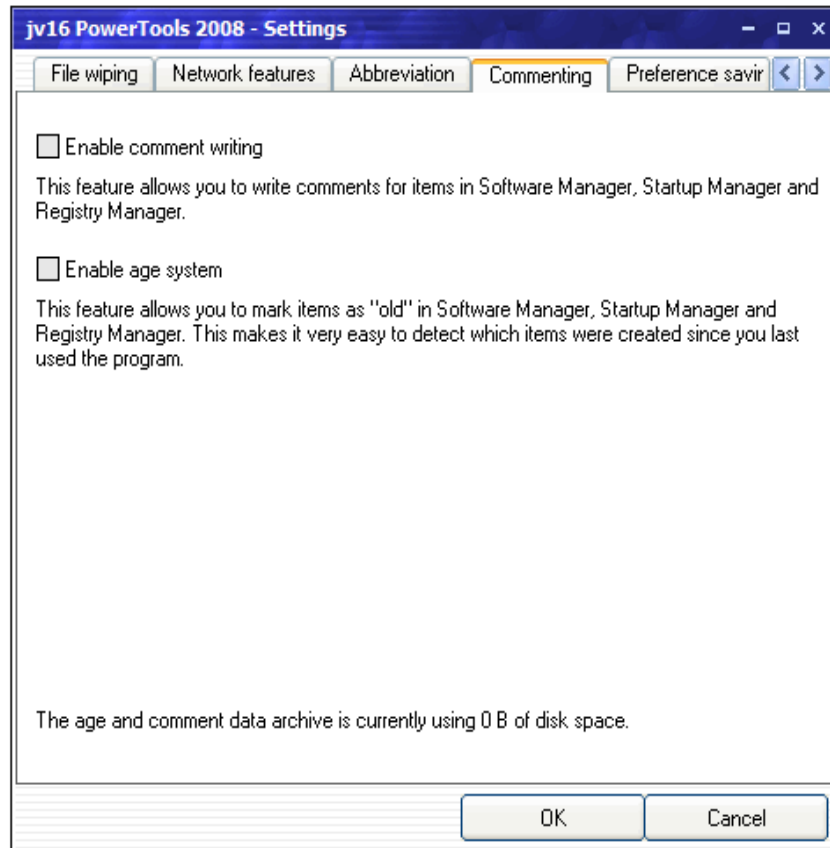 jv16 PowerTools 2008 - Settings
File wiping Network features Abbreviation Commenting Preference savir
Enable comment writing
This feature allows you to write comments for items in Software Manager, Startup Manager and
Registry Manager.
Enable age system
This feature allows you to mark items as "old" in Software Manager, Startup Manager and
Registry Manager. This makes it very easy to detect which items were created since you last
used the program.
The age and comment data archive is currently using 0 B of disk space.
OK Cancel